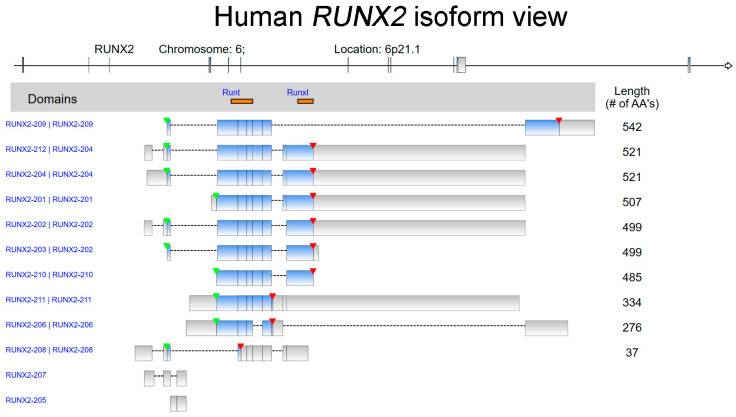 Human RUNX2 isoform view
RUNX2 Chromosome: 6; Location: 6p21.1
Domains Runt Runxl Length
(# of AA's)
RUNX2-209 | RUNX2-209 542
RUNX2-212 | RUNX2-204 521
RUNX2-204 | RUNX2-204 521
RUNX2-201 | RUNX2-201 507
RUNX2-202 | RUNX2-202 499
RUNX2-203 | RUNX2-202 499
RUNX2-210 | RUNX2-210 485
RUNX2-211 | RUNX2-211 334
RUNX2-206 | RUNX2-206 276
RUNX2-208 | RUNX2-208 37
RUNX2-207
RUNX2-205